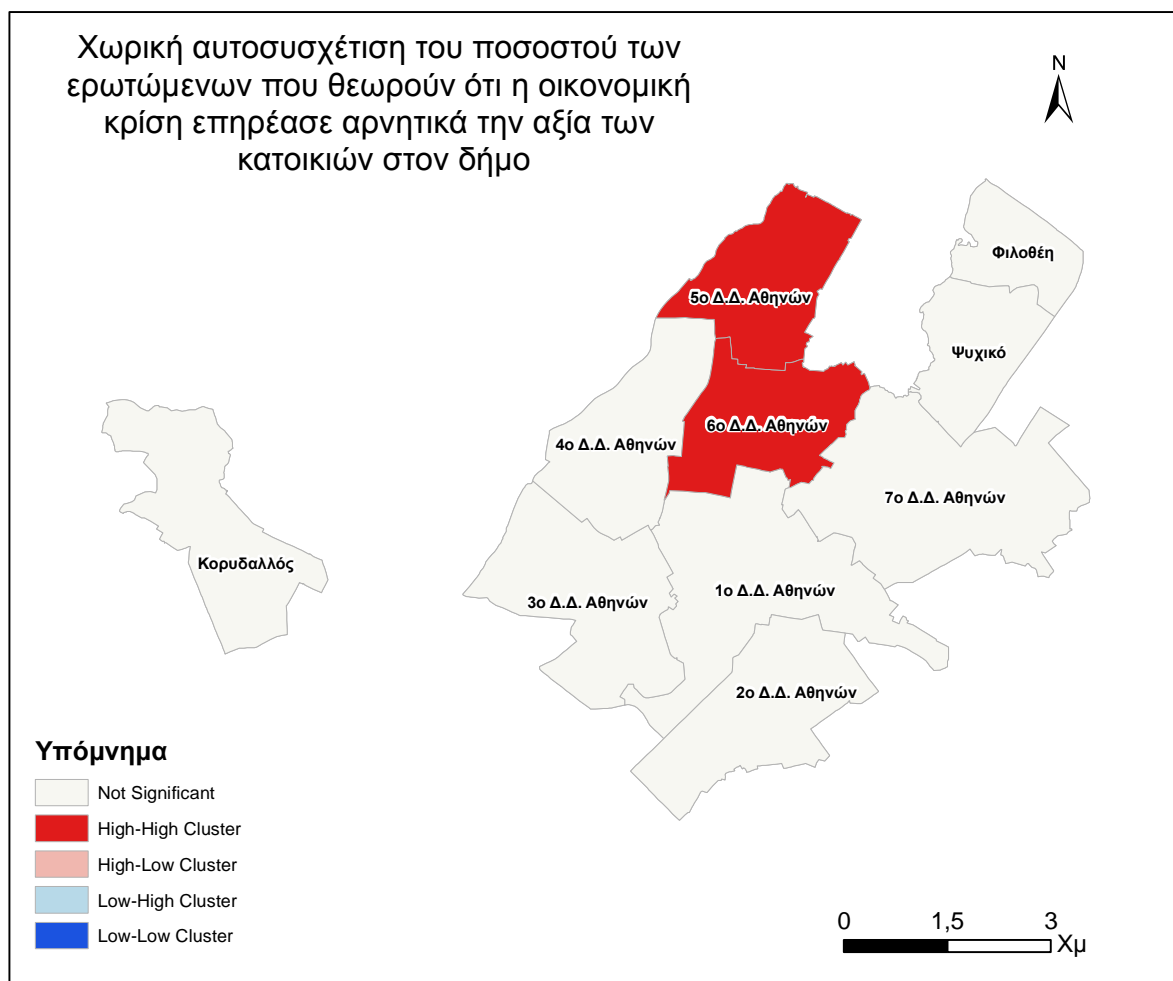 Χωρική αυτοσυσχέτιση του ποσοστού των
ερωτώμενων που θεωρούν ότι η οικονομική
κρίση επηρέασε αρνητικά την αξία των
κατοικιών στον δήμο
N
Φιλοθέη
5ο Δ.Δ. Αθηνών
Ψυχικό
6ο Δ.Δ. Αθηνών
4ο Δ.Δ. Αθηνών
7ο Δ.Δ. Αθηνών
Κορυδαλλός
1ο Δ.Δ. Αθηνών
3ο Δ.Δ. Αθηνών
2ο Δ.Δ. Αθηνών
Υπόμνημα
Not Significant
High-High Cluster
High-Low Cluster
Low-High Cluster
Low-Low Cluster
0 1,5 3
Χμ